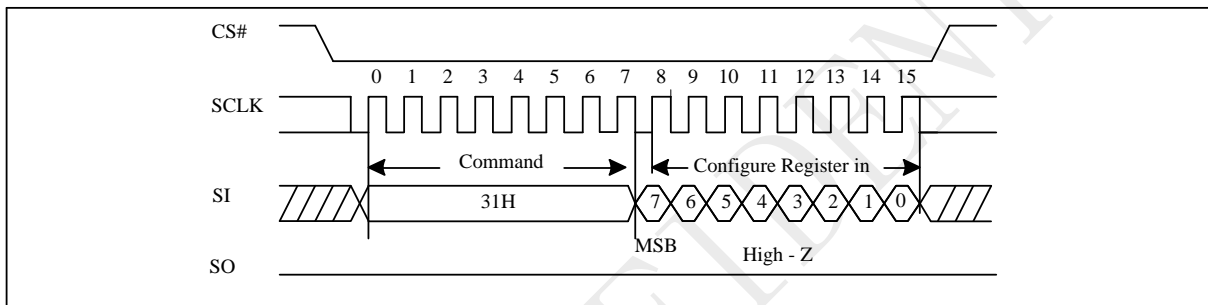 CS#
0 1 2 3 4 5 6 7 8 9 10 11 12 13 14 15
SCLK
Command
Configure Register in
SI
31H
7 6 5 4 3 2 1 0
MSB
High - Z
SO